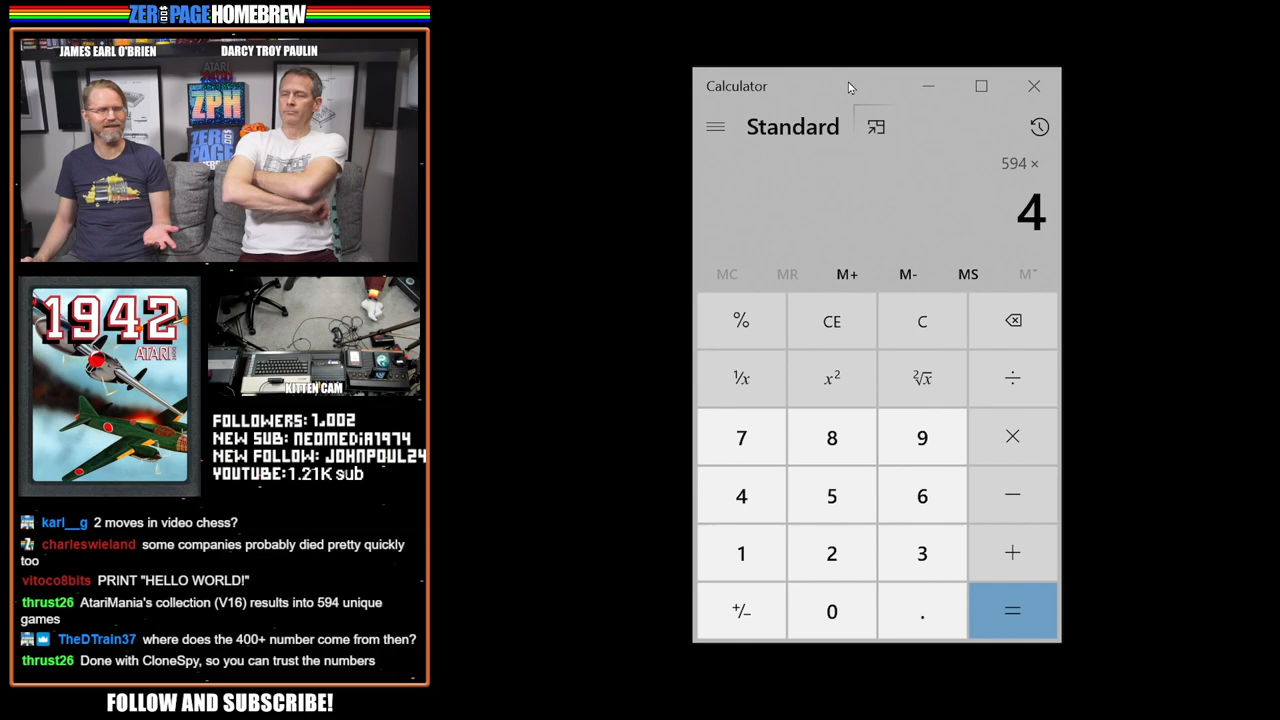 ZEROPAGE HOMEBREW
JAMES EARL O'BRIEN
DARCY TROY PAULIN
ATARI
ZPH
ZERO
PAGE
1942
ATARI
KITTEN CAM
FOLLOWERS: 1,002
NEW SUB: NEOMEDIA1974
NEW FOLLOW: JOHNPOUL24
YOUTUBE: 1.21K sub
karl__g 2 moves in video chess?
charleswieland some companies probably died pretty quickly
too
vitoco8bits PRINT "HELLO WORLD!"
thrust26 AtariMania's collection (V16) results into 594 unique
games
TheDTrain37 where does the 400+ number come from then?
thrust26 Done with CloneSpy, so you can trust the numbers
FOLLOW AND SUBSCRIBE!
Calculator
Standard
594 ×
4
MC MR M+ M- MS M˅
% CE C
⅟x x² ²√x ÷
7 8 9 ×
4 5 6 −
1 2 3 +
+/− 0 . =